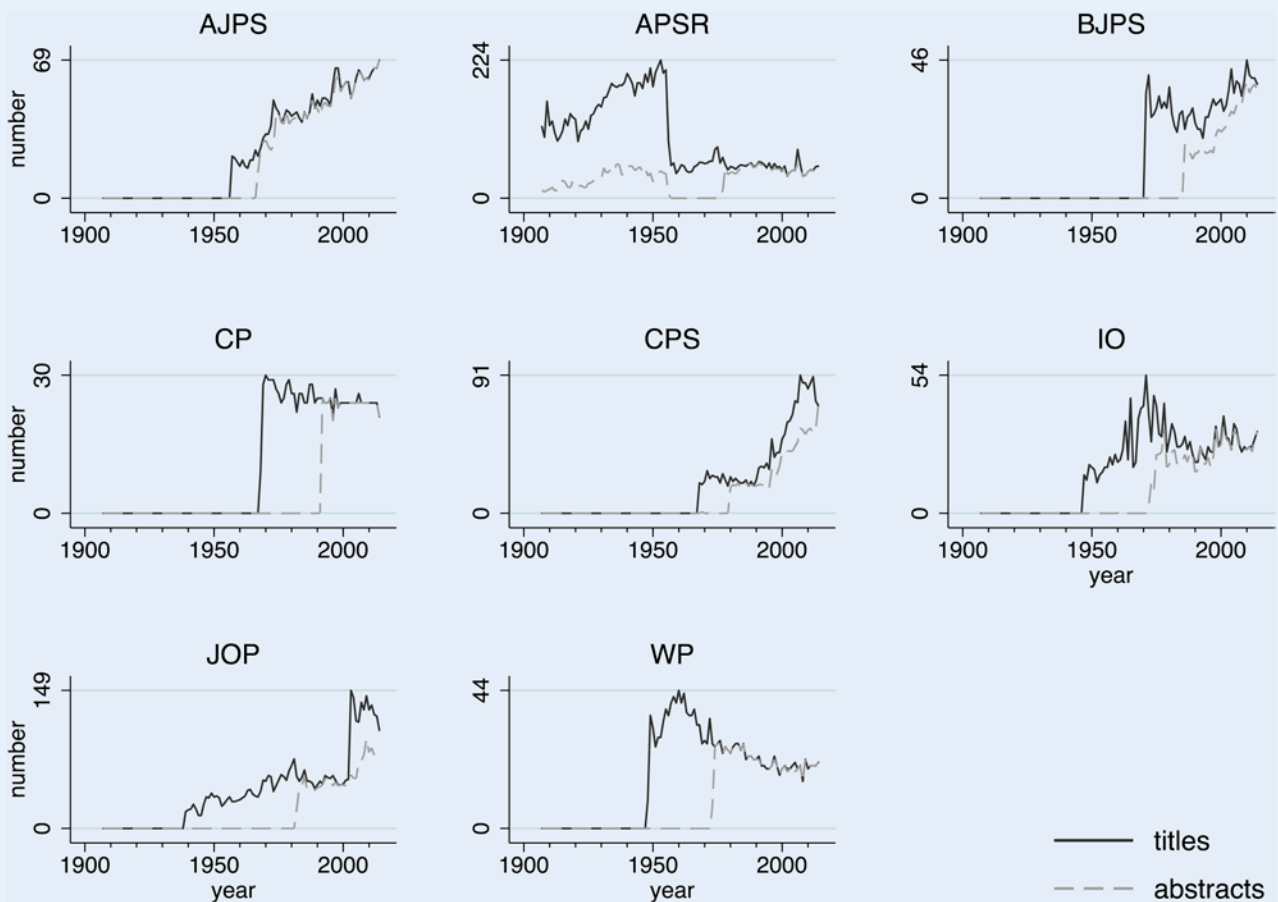 AJPS APSR BJPS
number 69 0 224 0 46 0
1900 1950 2000 1900 1950 2000 1900 1950 2000
CP CPS IO
number 30 0 91 0 54 0
1900 1950 2000 1900 1950 2000 1900 1950 2000
year
JOP WP
number 149 0 44 0
1900 1950 2000 1900 1950 2000
year year
titles
abstracts